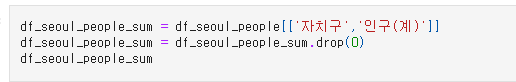 df_seoul_people_sum = df_seoul_people[['자치구','인구(계)']]
df_seoul_people_sum = df_seoul_people_sum.drop(0)
df_seoul_people_sum